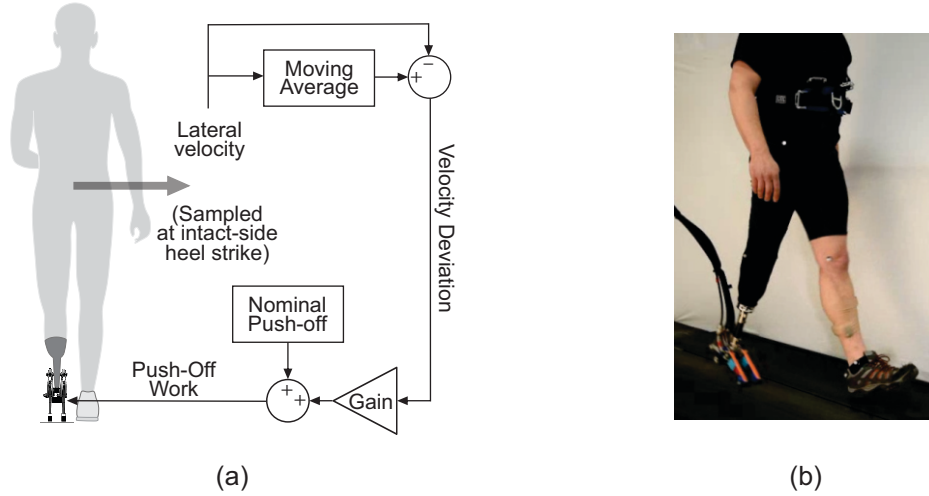 Moving
Average
+
−
Lateral
velocity
(Sampled
at intact-side
heel strike)
Velocity Deviation
Nominal
Push-off
Push-Off
Work
+
+
Gain
(a)
(b)